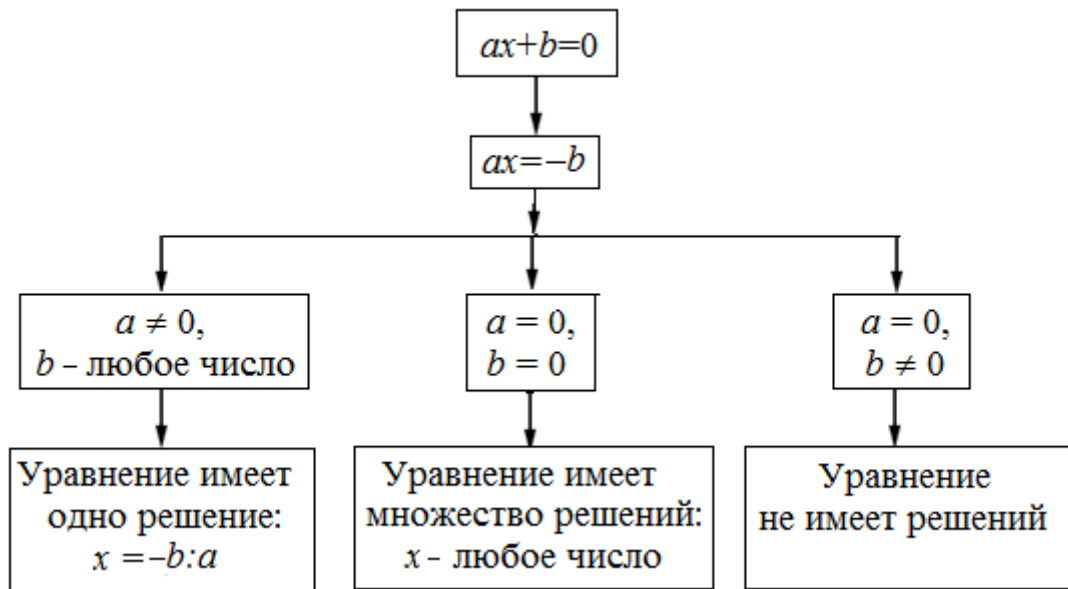 ax+b=0
ax=–b
a ≠ 0,
b – любое число
a = 0,
b = 0
a = 0,
b ≠ 0
Уравнение имеет
одно решение:
x =–b:a
Уравнение имеет
множество решений:
x - любое число
Уравнение
не имеет решений